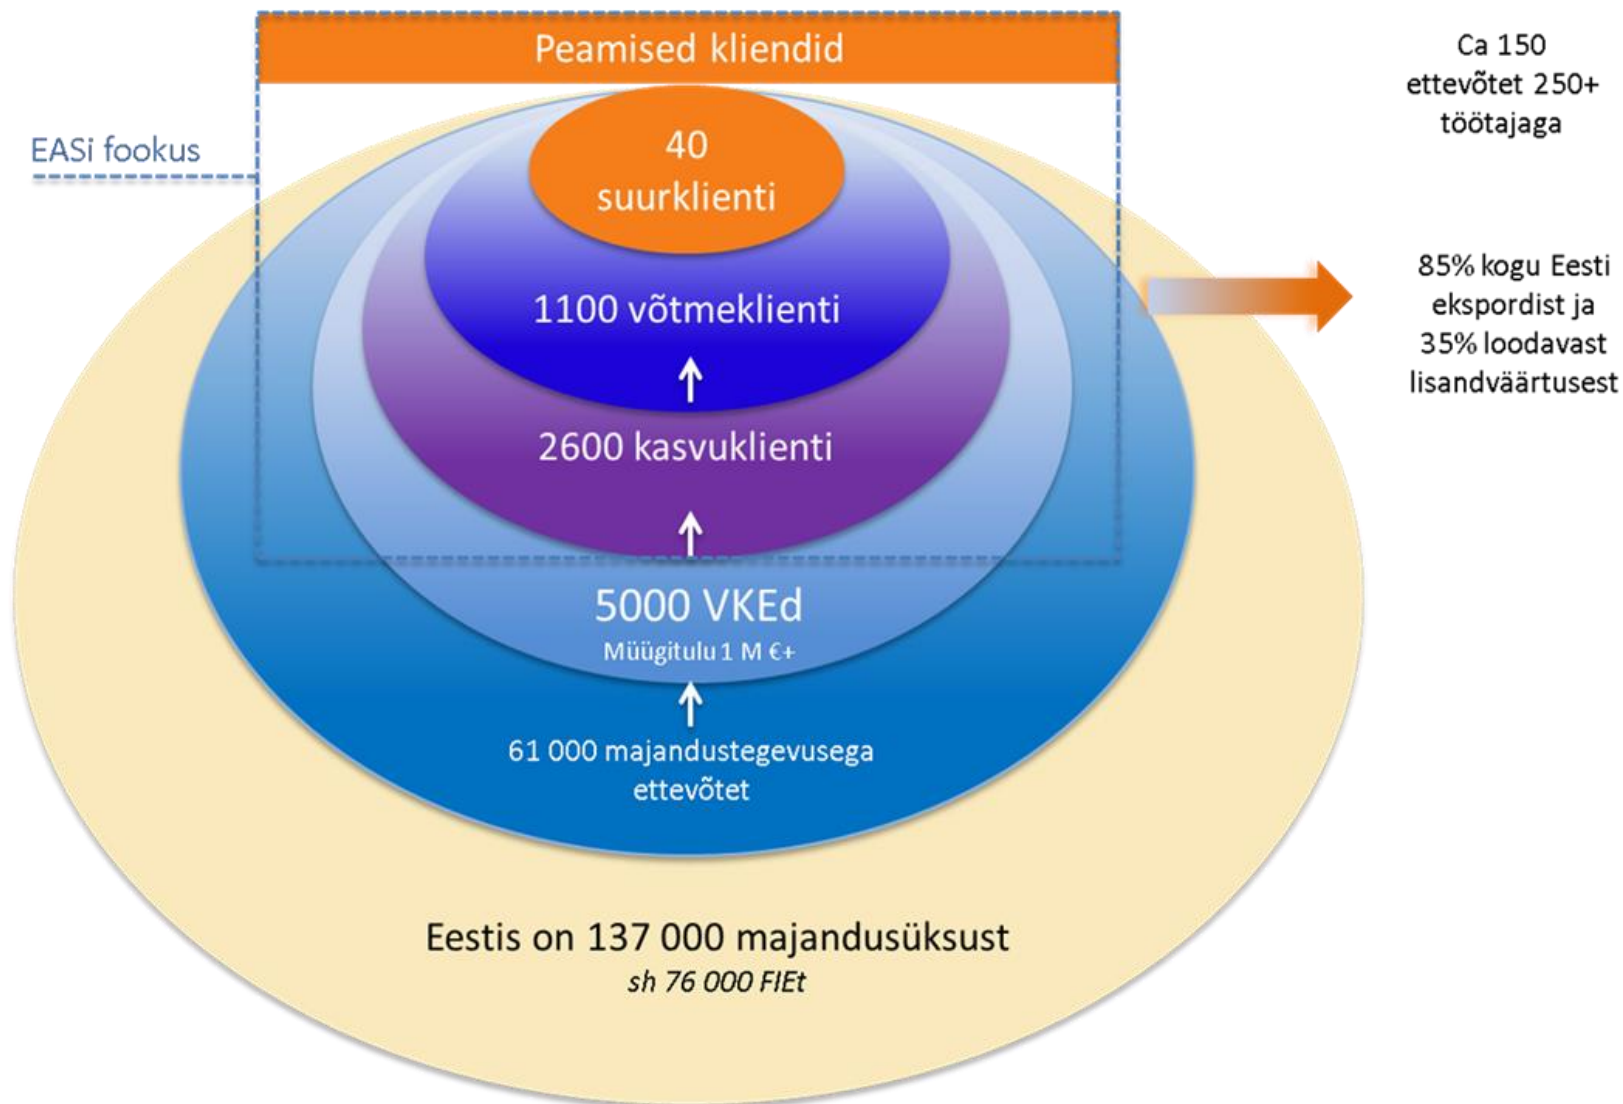 Peamised kliendid
EASi fookus
40
suurklienti
1100 võtmeklienti
2600 kasvuklienti
5000 VKEd
Müügitulu 1 M €+
61 000 majandustegevusega
ettevõtet
Eestis on 137 000 majandusüksust
sh 76 000 FIEt
Ca 150
ettevõtet 250+
töötajaga
85% kogu Eesti
ekspordist ja
35% loodavast
lisandväärtusest